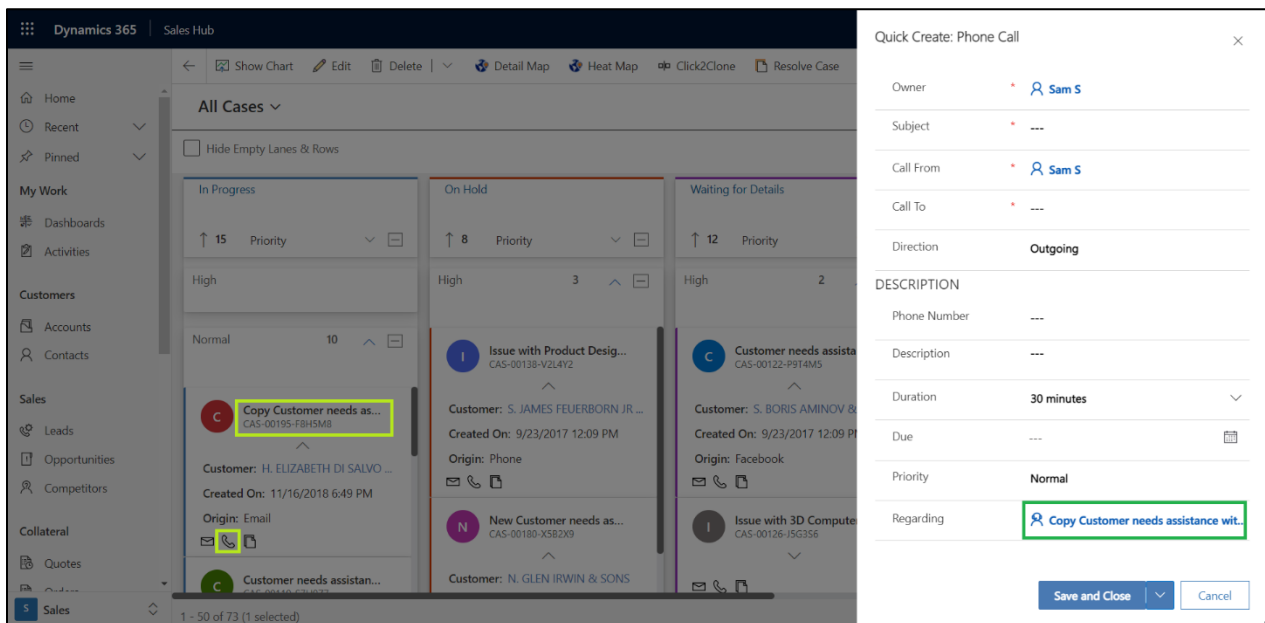 Dynamics 365 Sales Hub
Show Chart Edit Delete Detail Map Heat Map Click2Clone Resolve Case
Home
Recent
Pinned
My Work
Dashboards
Activities
Customers
Accounts
Contacts
Sales
Leads
Opportunities
Competitors
Collateral
Quotes
Orders
S Sales
All Cases
Hide Empty Lanes & Rows
In Progress
15 Priority
High
Normal 10
C Copy Customer needs as...
CAS-00195-F8H5M8
Customer: H. ELIZABETH DI SALVO ...
Created On: 11/16/2018 6:49 PM
Origin: Email
C Customer needs assistan...
On Hold
8 Priority
High 3
I Issue with Product Desig...
CAS-00138-V2L4Y2
Customer: S. JAMES FEUERBORN JR ...
Created On: 9/23/2017 12:09 PM
Origin: Phone
N New Customer needs as...
CAS-00180-X5B2X9
Customer: N. GLEN IRWIN & SONS
Waiting for Details
12 Priority
High 2
C Customer needs assista
CAS-00122-P9T4M5
Customer: S. BORIS AMINOV &
Created On: 9/23/2017 12:09 PM
Origin: Facebook
I Issue with 3D Compute
CAS-00126-J5G3S6
1 - 50 of 73 (1 selected)
Quick Create: Phone Call
Owner * Sam S
Subject * ---
Call From * Sam S
Call To * ---
Direction Outgoing
DESCRIPTION
Phone Number ---
Description ---
Duration 30 minutes
Due ---
Priority Normal
Regarding Copy Customer needs assistance wit..
Save and Close Cancel